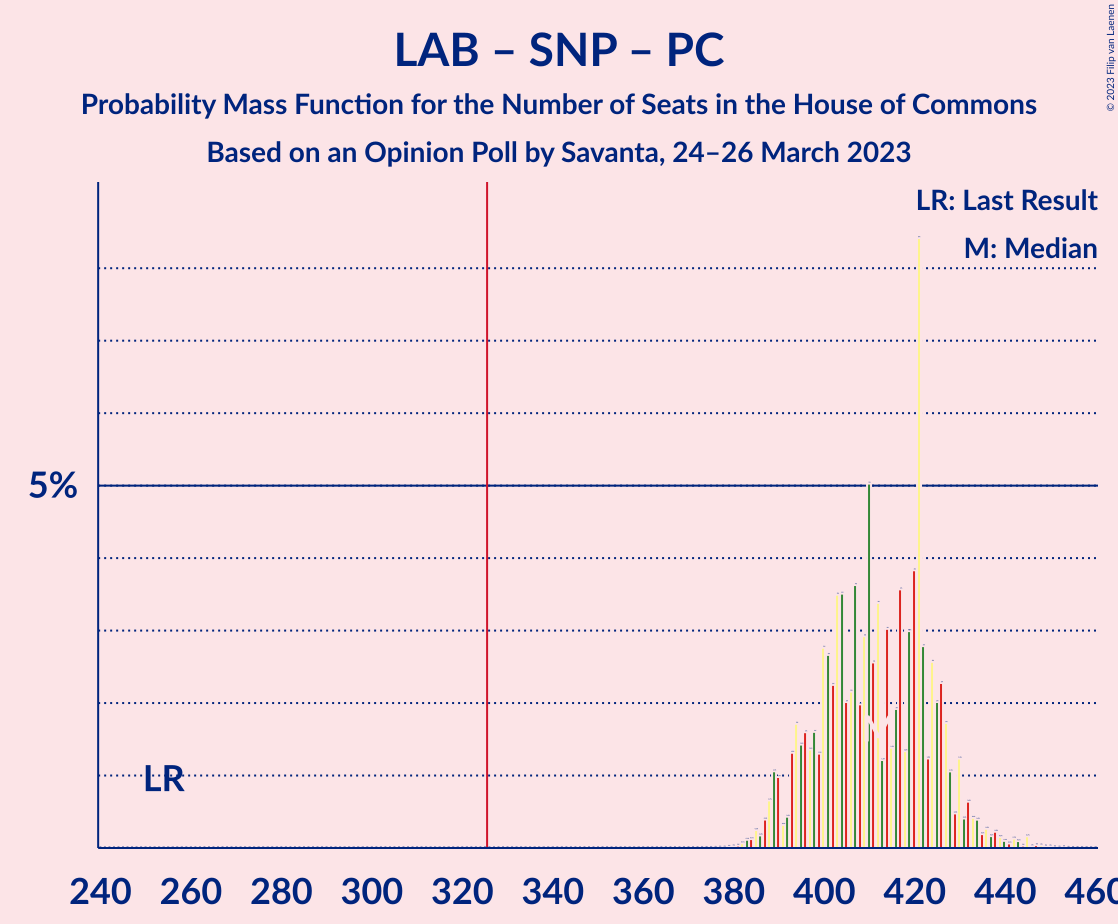 LAB – SNP – PC
Probability Mass Function for the Number of Seats in the House of Commons
Based on an Opinion Poll by Savanta, 24–26 March 2023
© 2023 Filip van Laenen
LR: Last Result
M: Median
5%
LR
M
240 260 280 300 320 340 360 380 400 420 440 460